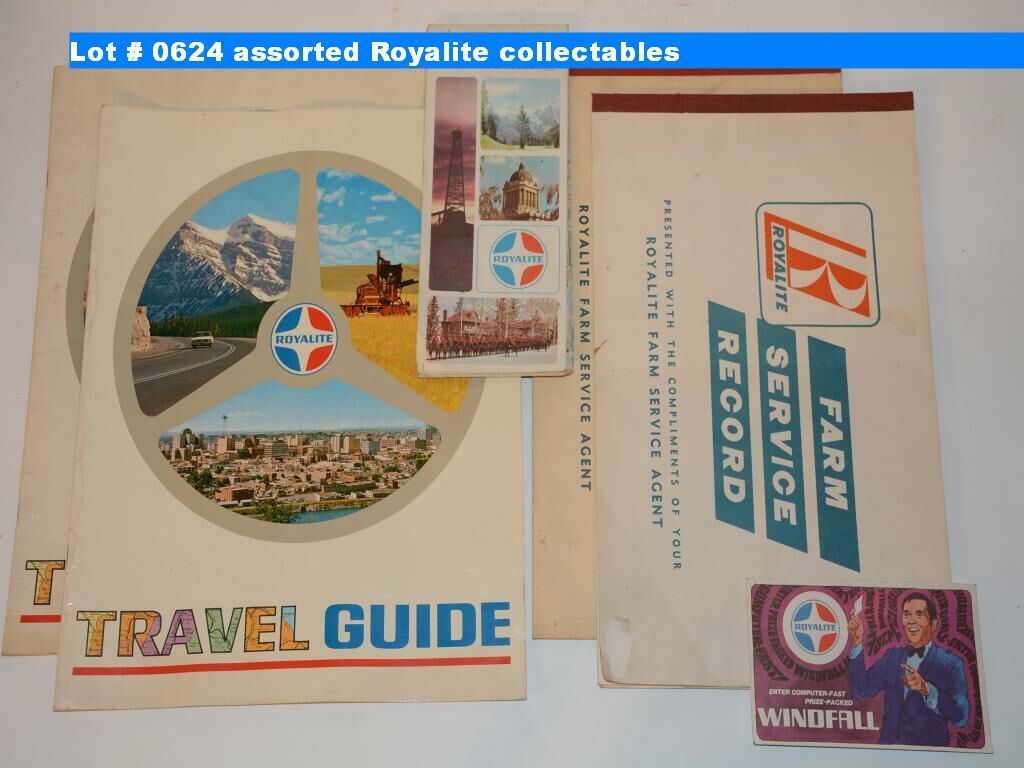 Lot # 0624 assorted Royalite collectables
ROYALITE
TRAVEL GUIDE
T
ROYALITE
ROYALITE FARM SERVICE AGENT
PRESENTED WITH THE COMPLIMENTS OF YOUR
ROYALITE FARM SERVICE AGENT
R
ROYALITE
FARM
SERVICE
RECORD
ROYALITE
ENTER COMPUTER-FAST
PRIZE-PACKED
WINDFALL